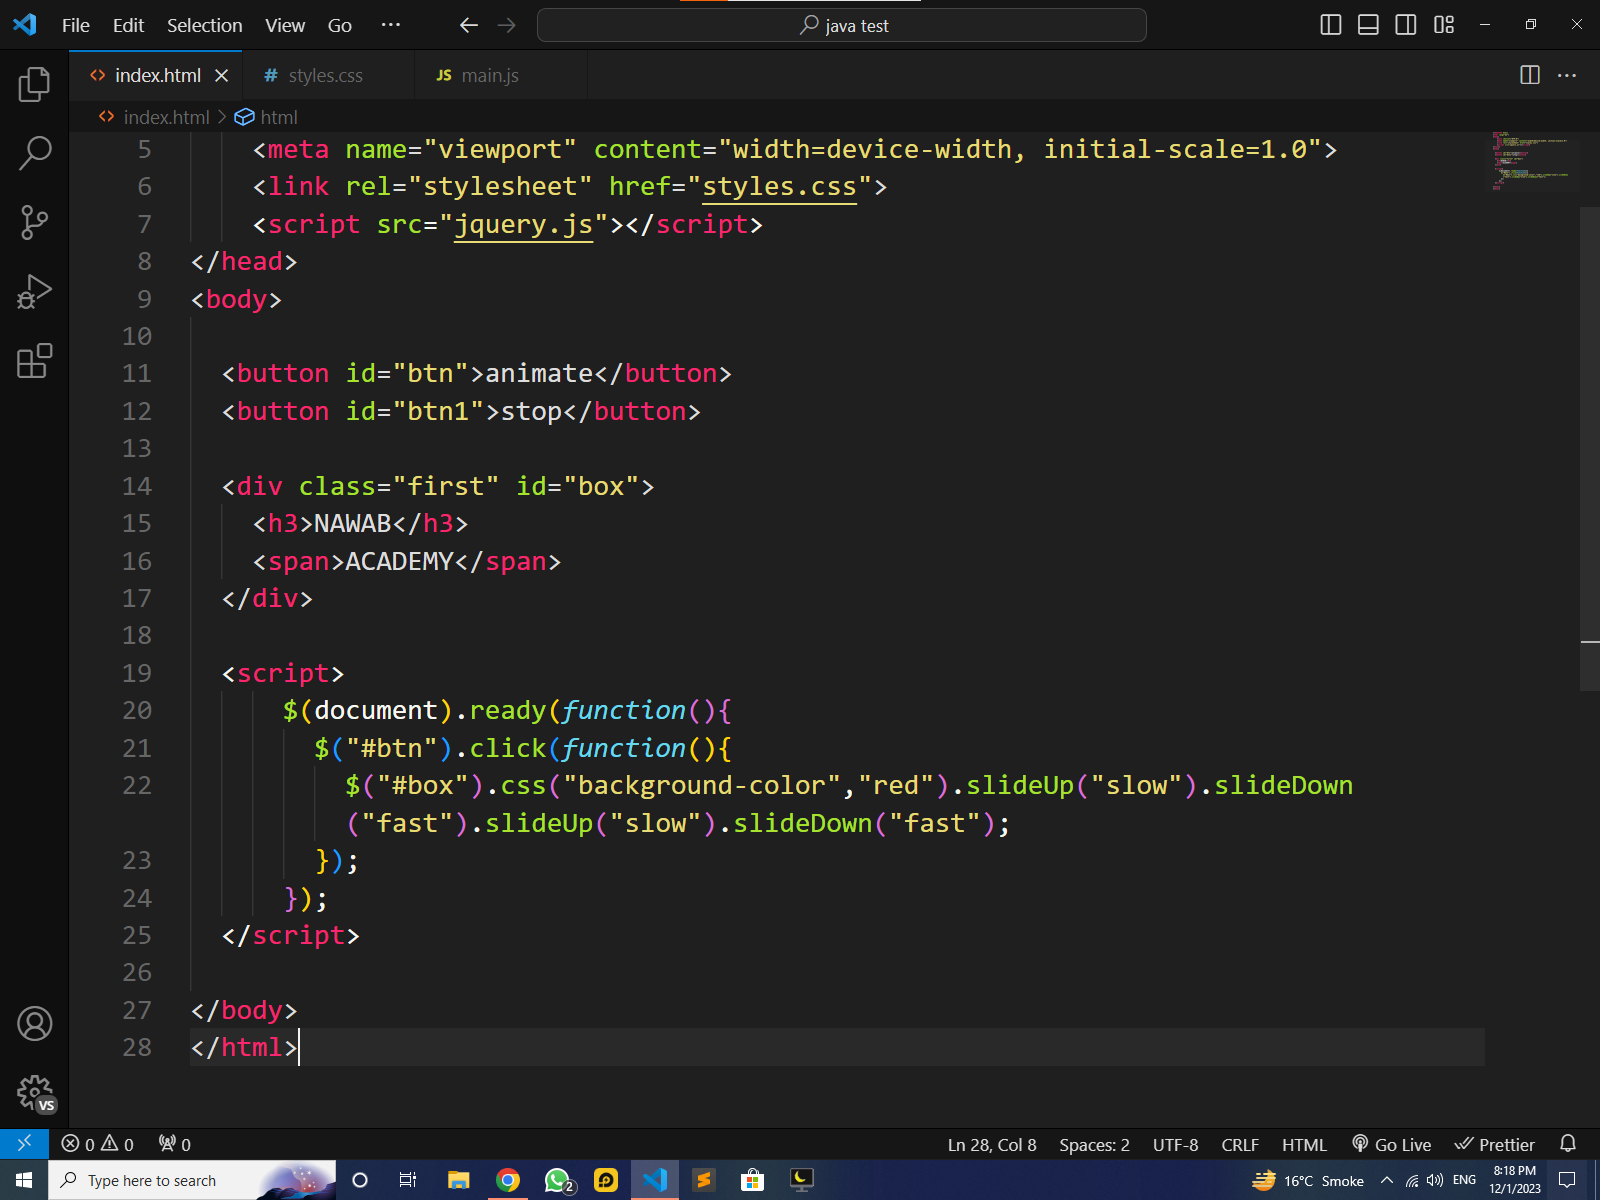 File Edit Selection View Go ··· java test
index.html # styles.css JS main.js
index.html > html
5 <meta name="viewport" content="width=device-width, initial-scale=1.0">
6 <link rel="stylesheet" href="styles.css">
7 <script src="jquery.js"></script>
8 </head>
9 <body>
10
11 <button id="btn">animate</button>
12 <button id="btn1">stop</button>
13
14 <div class="first" id="box">
15 <h3>NAWAB</h3>
16 <span>ACADEMY</span>
17 </div>
18
19 <script>
20 $(document).ready(function(){
21 $("#btn").click(function(){
22 $("#box").css("background-color","red").slideUp("slow").slideDown
("fast").slideUp("slow").slideDown("fast");
23 });
24 });
25 </script>
26
27 </body>
28 </html>
VS
0 0 0 Ln 28, Col 8 Spaces: 2 UTF-8 CRLF HTML Go Live Prettier
Type here to search 2 16°C Smoke ENG 8:18 PM
12/1/2023